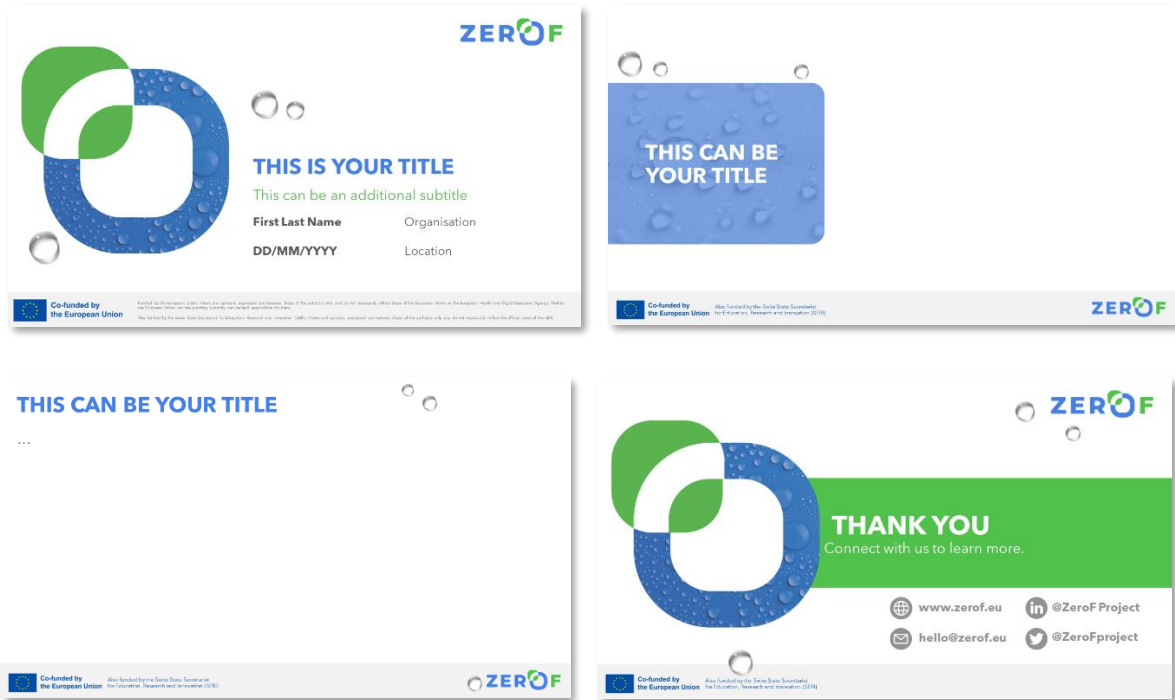 ZEROF
THIS IS YOUR TITLE
This can be an additional subtitle
First Last Name Organisation
DD/MM/YYYY Location
Co-funded by
the European Union
THIS CAN BE
YOUR TITLE
Co-funded by
the European Union
Also funded by the Swiss State Secretariat
for Education, Research and Innovation (SERI)
ZEROF
THIS CAN BE YOUR TITLE
...
Co-funded by
the European Union
Also funded by the Swiss State Secretariat
for Education, Research and Innovation (SERI)
ZEROF
ZEROF
THANK YOU
Connect with us to learn more.
www.zerof.eu in @ZeroF Project
hello@zerof.eu @ZeroFproject
Co-funded by
the European Union
Also funded by the Swiss State Secretariat
for Education, Research and Innovation (SERI)